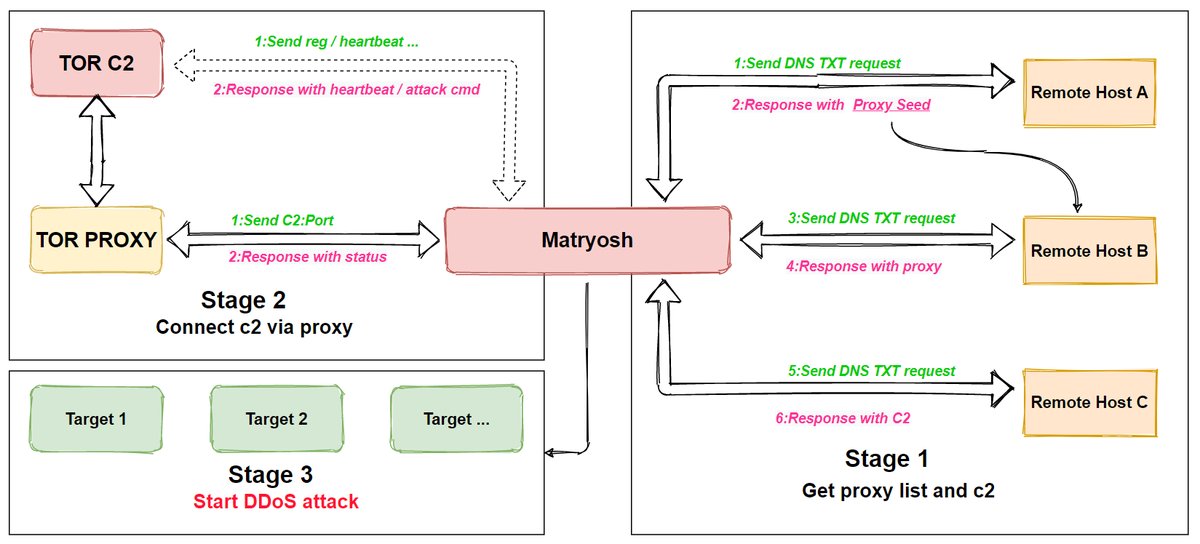 TOR C2
1:Send reg / heartbeat ...
2:Response with heartbeat / attack cmd
TOR PROXY
1:Send C2:Port
2:Response with status
Stage 2
Connect c2 via proxy
Matryosh
1:Send DNS TXT request
2:Response with Proxy Seed
Remote Host A
3:Send DNS TXT request
4:Response with proxy
Remote Host B
5:Send DNS TXT request
6:Response with C2
Remote Host C
Stage 1
Get proxy list and c2
Target 1
Target 2
Target ...
Stage 3
Start DDoS attack